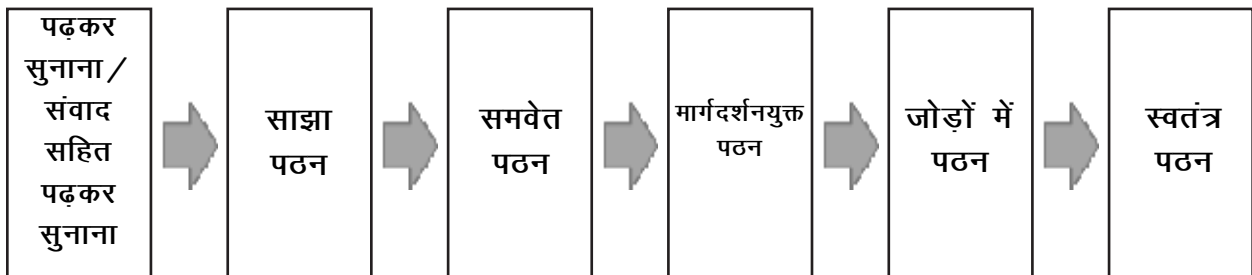 पढ़कर
सुनाना/
संवाद
सहित
पढ़कर
सुनाना
साझा
पठन
समवेत
पठन
मार्गदर्शनयुक्त
पठन
जोड़ों में
पठन
स्वतंत्र
पठन